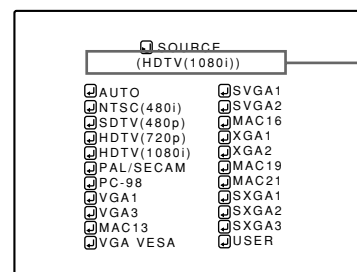 SOURCE
(HDTV(1080i))
AUTO
NTSC(480i)
SDTV(480p)
HDTV(720p)
HDTV(1080i)
PAL/SECAM
PC-98
VGA1
VGA3
MAC13
VGA VESA
SVGA1
SVGA2
MAC16
XGA1
XGA2
MAC19
MAC21
SXGA1
SXGA2
SXGA3
USER